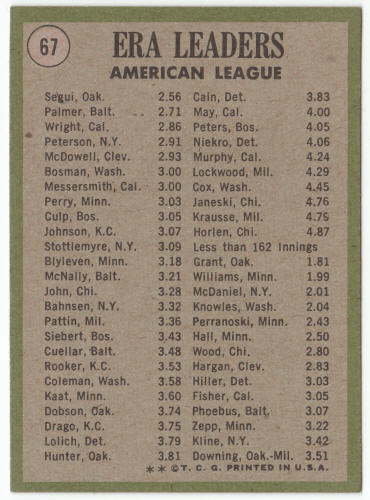 67
ERA LEADERS
AMERICAN LEAGUE
Segui, Oak. 2.56
Palmer, Balt. 2.71
Wright, Cal. 2.86
Peterson, N.Y. 2.91
McDowell, Clev. 2.93
Bosman, Wash. 3.00
Messersmith, Cal. 3.00
Perry, Minn. 3.03
Culp, Bos. 3.05
Johnson, K.C. 3.07
Stottlemyre, N.Y. 3.09
Blyleven, Minn. 3.18
McNally, Balt. 3.21
John, Chi. 3.28
Bahnsen, N.Y. 3.32
Pattin, Mil. 3.36
Siebert, Bos. 3.43
Cuellar, Balt. 3.48
Rooker, K.C. 3.53
Coleman, Wash. 3.58
Kaat, Minn. 3.60
Dobson, Oak. 3.74
Drago, K.C. 3.75
Lolich, Det. 3.79
Hunter, Oak. 3.81
Cain, Det. 3.83
May, Cal. 4.00
Peters, Bos. 4.05
Niekro, Det. 4.06
Murphy, Cal. 4.24
Lockwood, Mil. 4.29
Cox, Wash. 4.45
Janeski, Chi. 4.76
Krausse, Mil. 4.75
Horlen, Chi. 4.87
Less than 162 Innings
Grant, Oak. 1.81
Williams, Minn. 1.99
McDaniel, N.Y. 2.01
Knowles, Wash. 2.04
Perranoski, Minn. 2.43
Hall, Minn. 2.50
Wood, Chi. 2.80
Hargan, Clev. 2.83
Hiller, Det. 3.03
Fisher, Cal. 3.05
Phoebus, Balt. 3.07
Zepp, Minn. 3.22
Kline, N.Y. 3.42
Downing, Oak.-Mil. 3.51
** © T. C. G. PRINTED IN U.S.A.